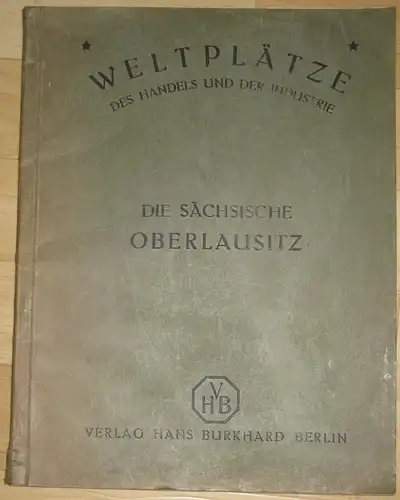 WELTPLÄTZE
DES HANDELS UND DER INDUSTRIE
DIE SÄCHSISCHE
OBERLAUSITZ
VHB
VERLAG HANS BURKHARD BERLIN